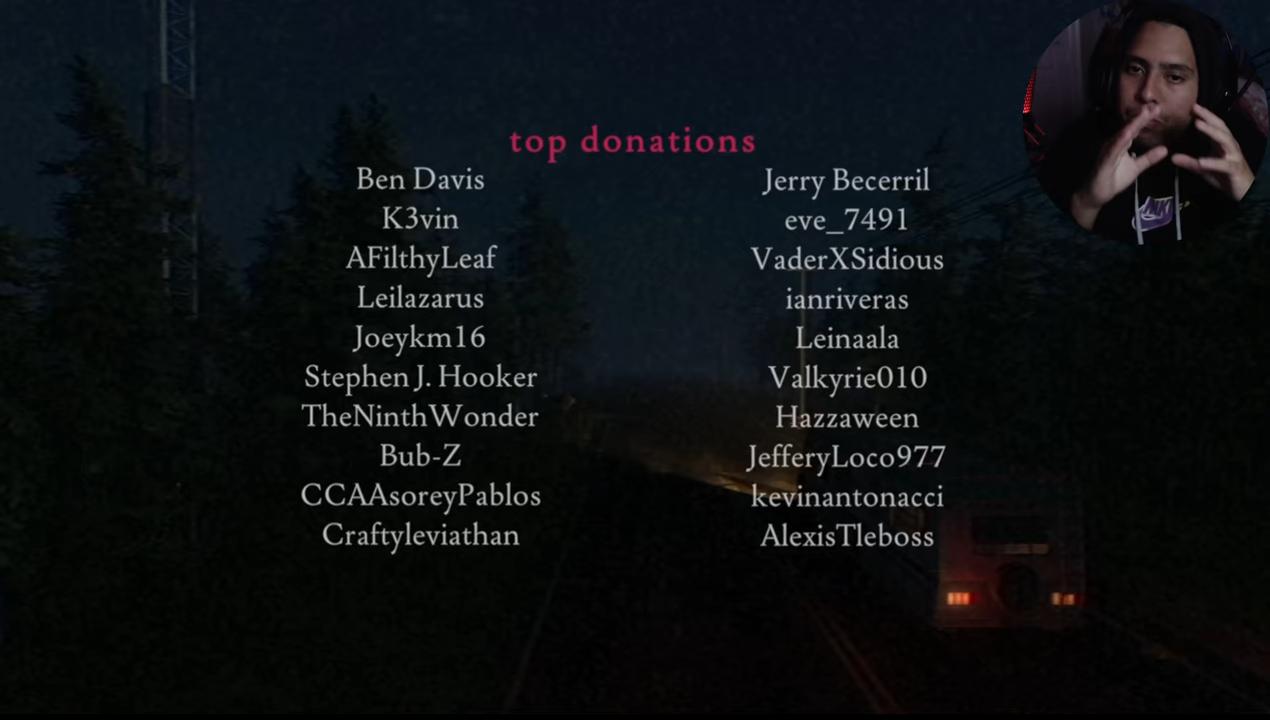 top donations
Ben Davis
K3vin
AFilthyLeaf
Leilazarus
Joeykm16
Stephen J. Hooker
TheNinthWonder
Bub-Z
CCAAsoreyPablos
Craftyleviathan
Jerry Becerril
eve_7491
VaderXSidious
ianriveras
Leinaala
Valkyrie010
Hazzaween
JefferyLoco977
kevinantonacci
AlexisTleboss